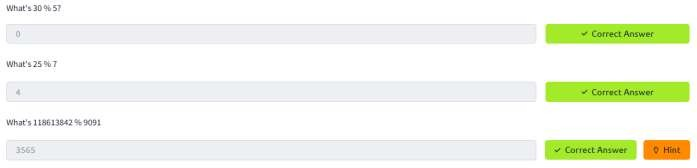 What's 30 % 5?
0
✓ Correct Answer
What's 25 % 7
4
✓ Correct Answer
What's 118613842 % 9091
3565
✓ Correct Answer
Hint